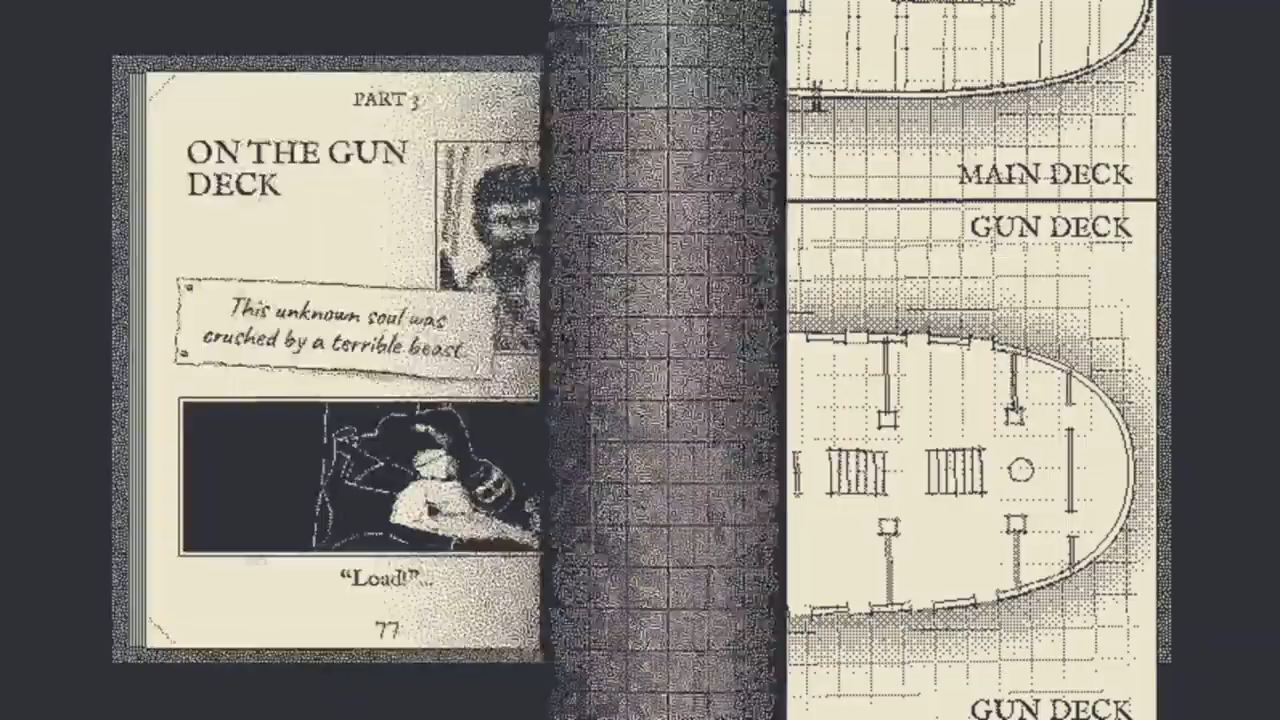 PART 3
ON THE GUN
DECK
This unknown soul was
crushed by a terrible beast
"Load!"...
77
MAIN DECK
GUN DECK
GUN DECK